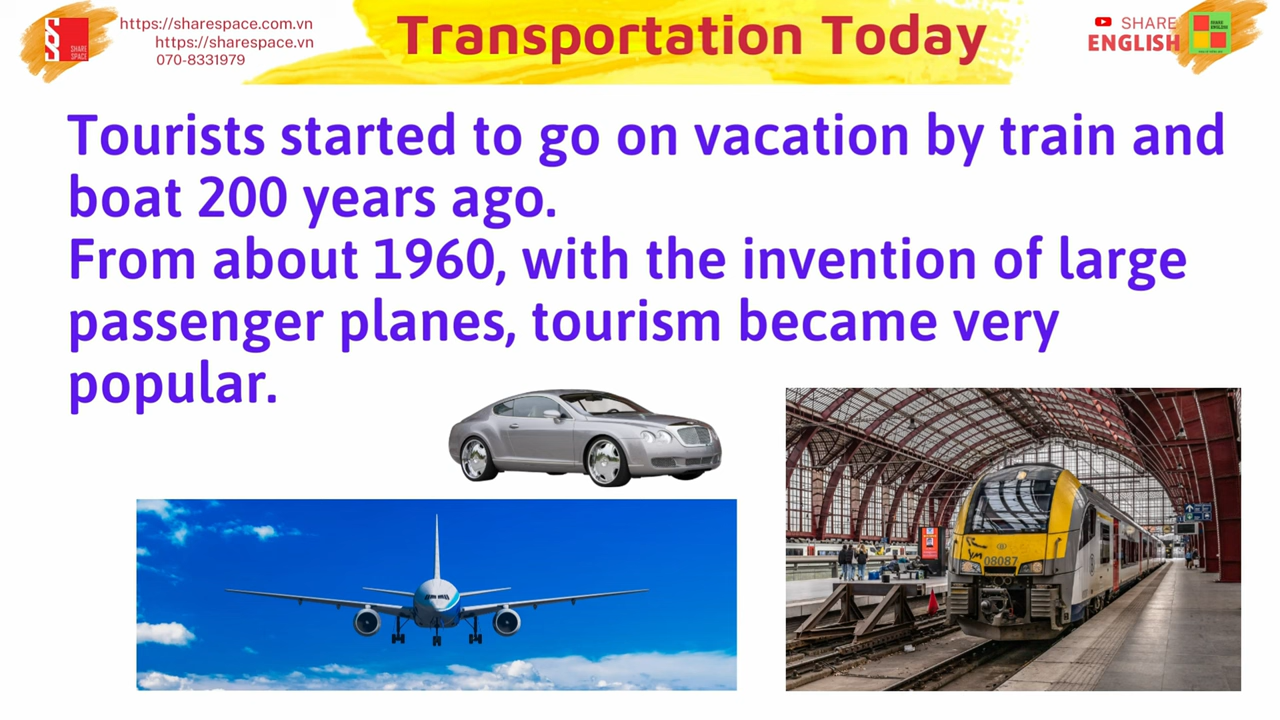 https://sharespace.com.vn
https://sharespace.vn
070-8331979
SHARE
SPACE
Transportation Today
SHARE
ENGLISH
Tourists started to go on vacation by train and
boat 200 years ago.
From about 1960, with the invention of large
passenger planes, tourism became very
popular.
08087